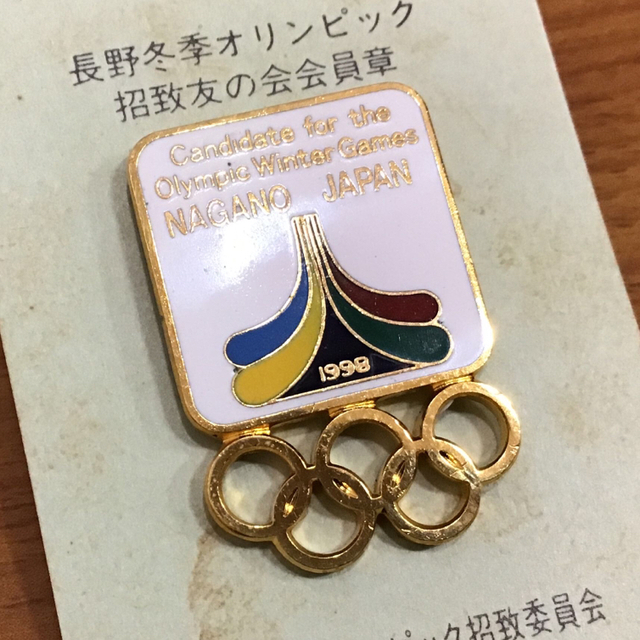 長野冬季オリンピック
招致友の会会員章
Candidate for the
Olympic Winter Games
NAGANO JAPAN
1998
ピック招致委員会